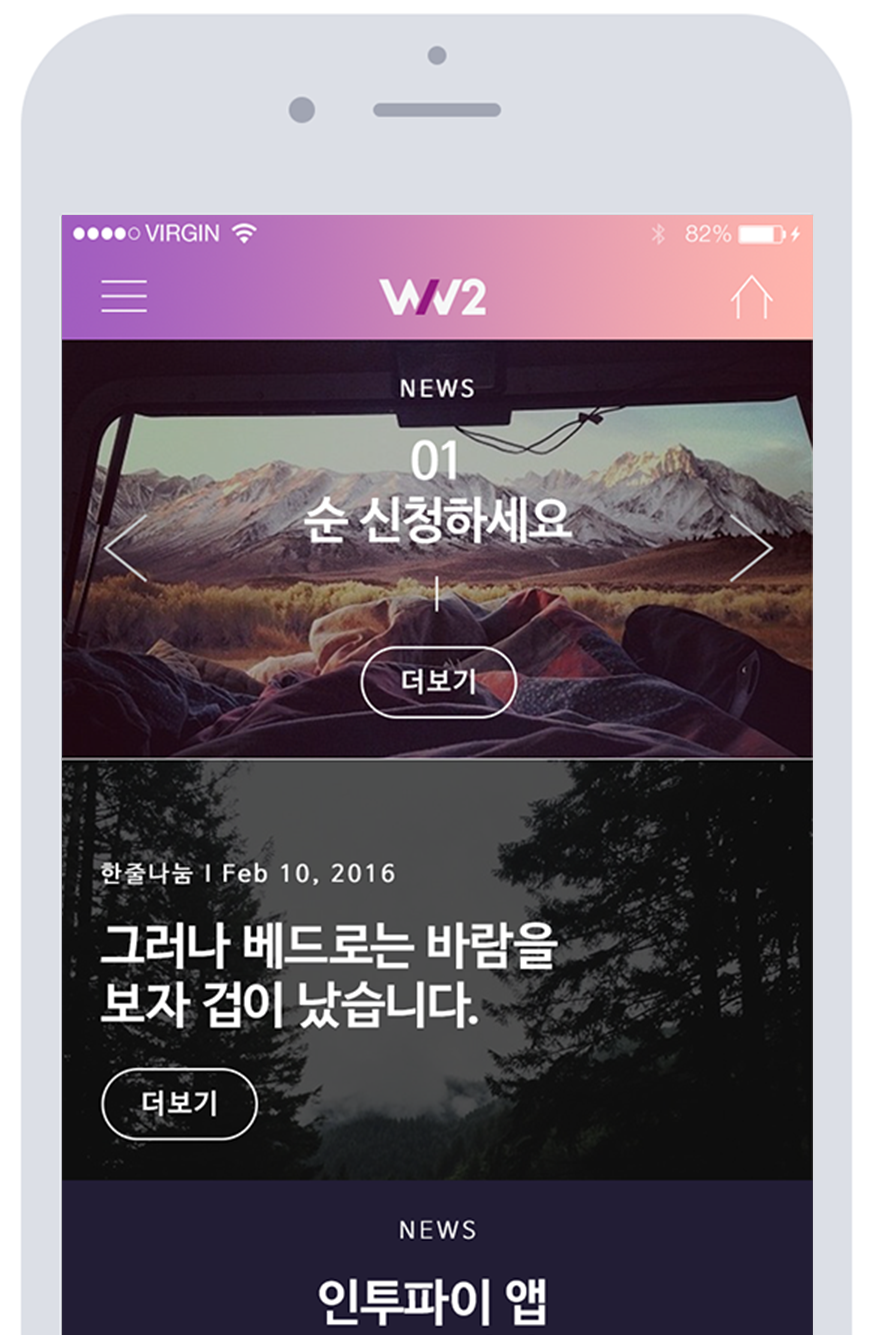 VIRGIN
82%
WV2
NEWS
01
순 신청하세요
더보기
한줄나눔 I Feb 10, 2016
그러나 베드로는 바람을
보자 겁이 났습니다.
더보기
NEWS
인투파이 앱